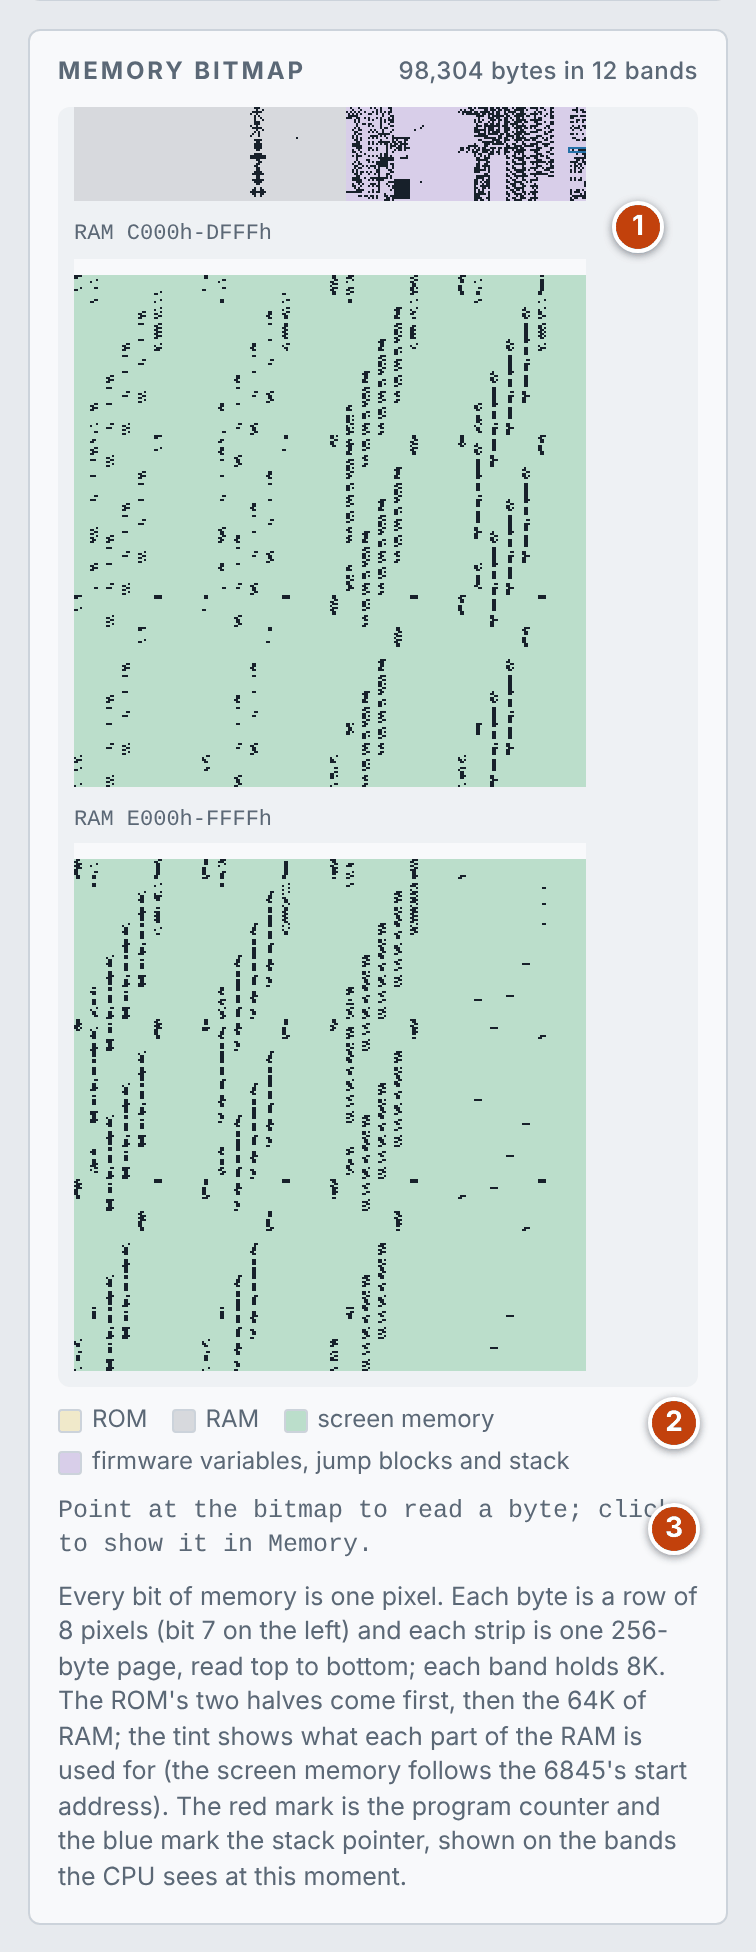 MEMORY BITMAP 98,304 bytes in 12 bands
RAM C000h-DFFFh
1
RAM E000h-FFFFh
ROM RAM screen memory
2
firmware variables, jump blocks and stack
Point at the bitmap to read a byte; click
3
to show it in Memory.
Every bit of memory is one pixel. Each byte is a row of
8 pixels (bit 7 on the left) and each strip is one 256-
byte page, read top to bottom; each band holds 8K.
The ROM's two halves come first, then the 64K of
RAM; the tint shows what each part of the RAM is
used for (the screen memory follows the 6845's start
address). The red mark is the program counter and
the blue mark the stack pointer, shown on the bands
the CPU sees at this moment.